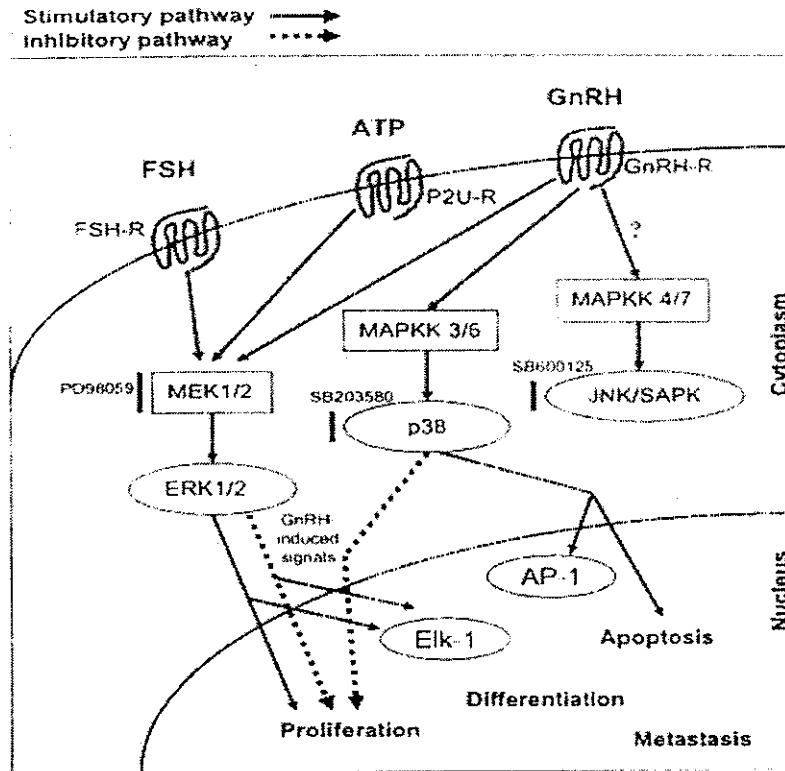 Stimulatory pathway
Inhibitory pathway
GnRH
ATP
FSH
GnRH-R
P2U-R
FSH-R
?
MAPKK 4/7
MAPKK 3/6
Cytoplasm
SB600125
PD98059
MEK1/2
SB203580
JNK/SAPK
p38
ERK1/2
GnRH
induced
signals
AP-1
Nucleus
Elk-1
Apoptosis
Differentiation
Proliferation
Metastasis